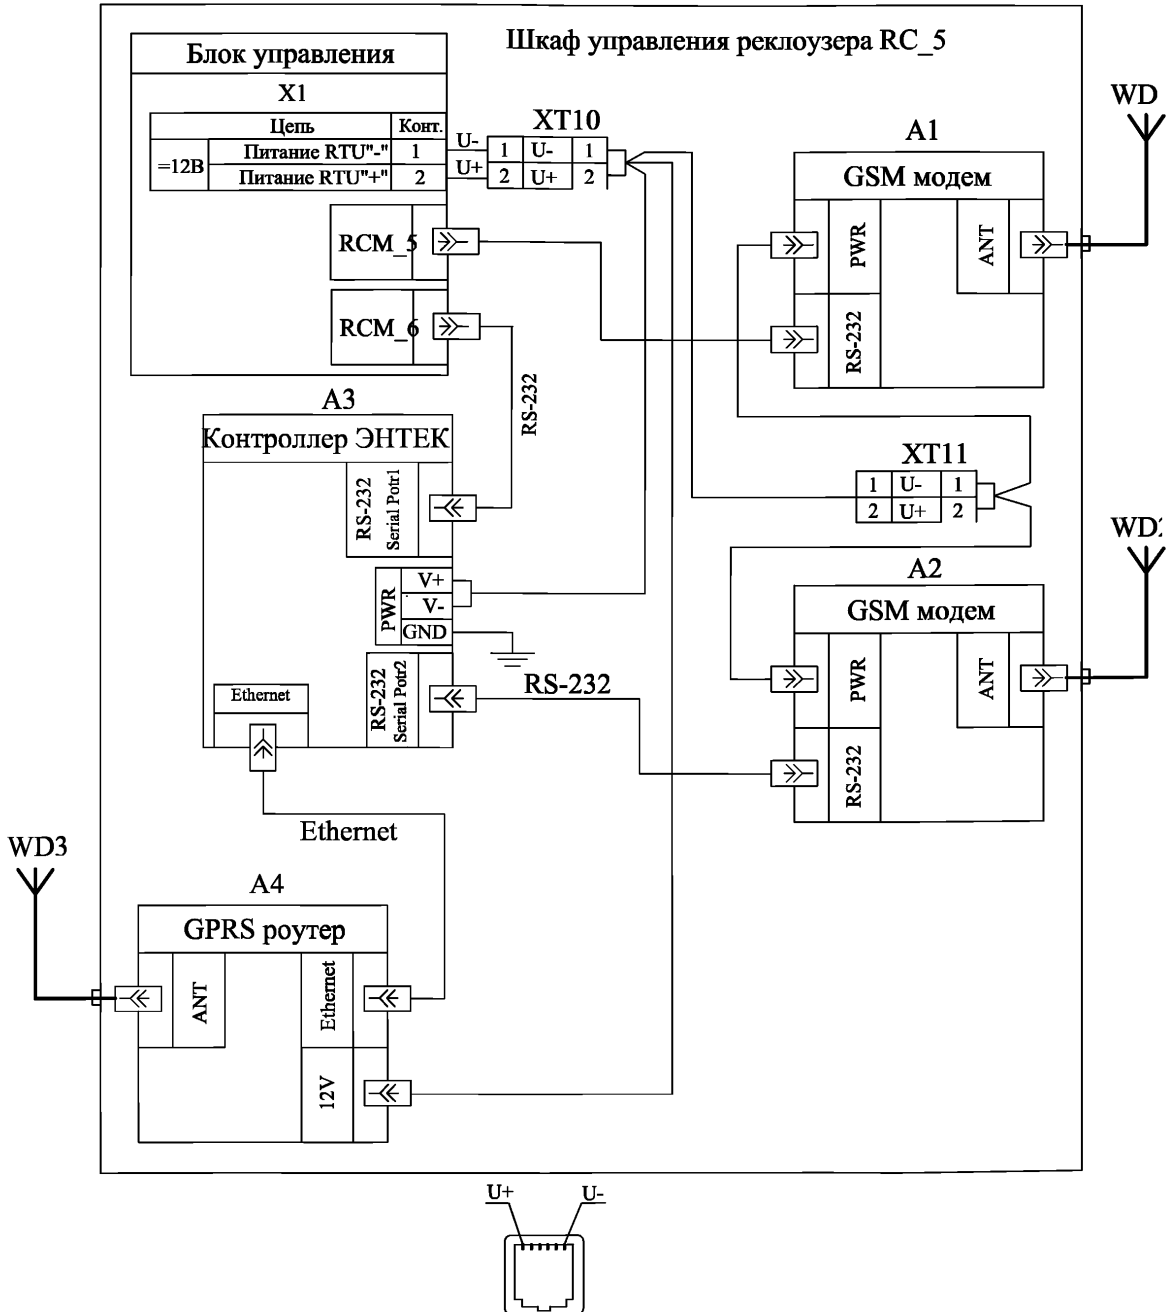 Шкаф управления реклоузера RC_5
Блок управления
X1
Цепь Конт.
=12В
Питание RTU"-" 1
Питание RTU"+" 2
U-
U+
XT10
1 U- 1
2 U+ 2
RCM_5
RCM_6
RS-232
A1
GSM модем
PWR
ANT
RS-232
WD
A3
Контроллер ЭНТЕК
RS-232
Serial Potr1
PWR
V+
V-
GND
RS-232
Serial Potr2
Ethernet
RS-232
XT11
1 U- 1
2 U+ 2
A2
GSM модем
PWR
ANT
RS-232
WD2
Ethernet
WD3
A4
GPRS роутер
ANT
Ethernet
12V
U+ U-